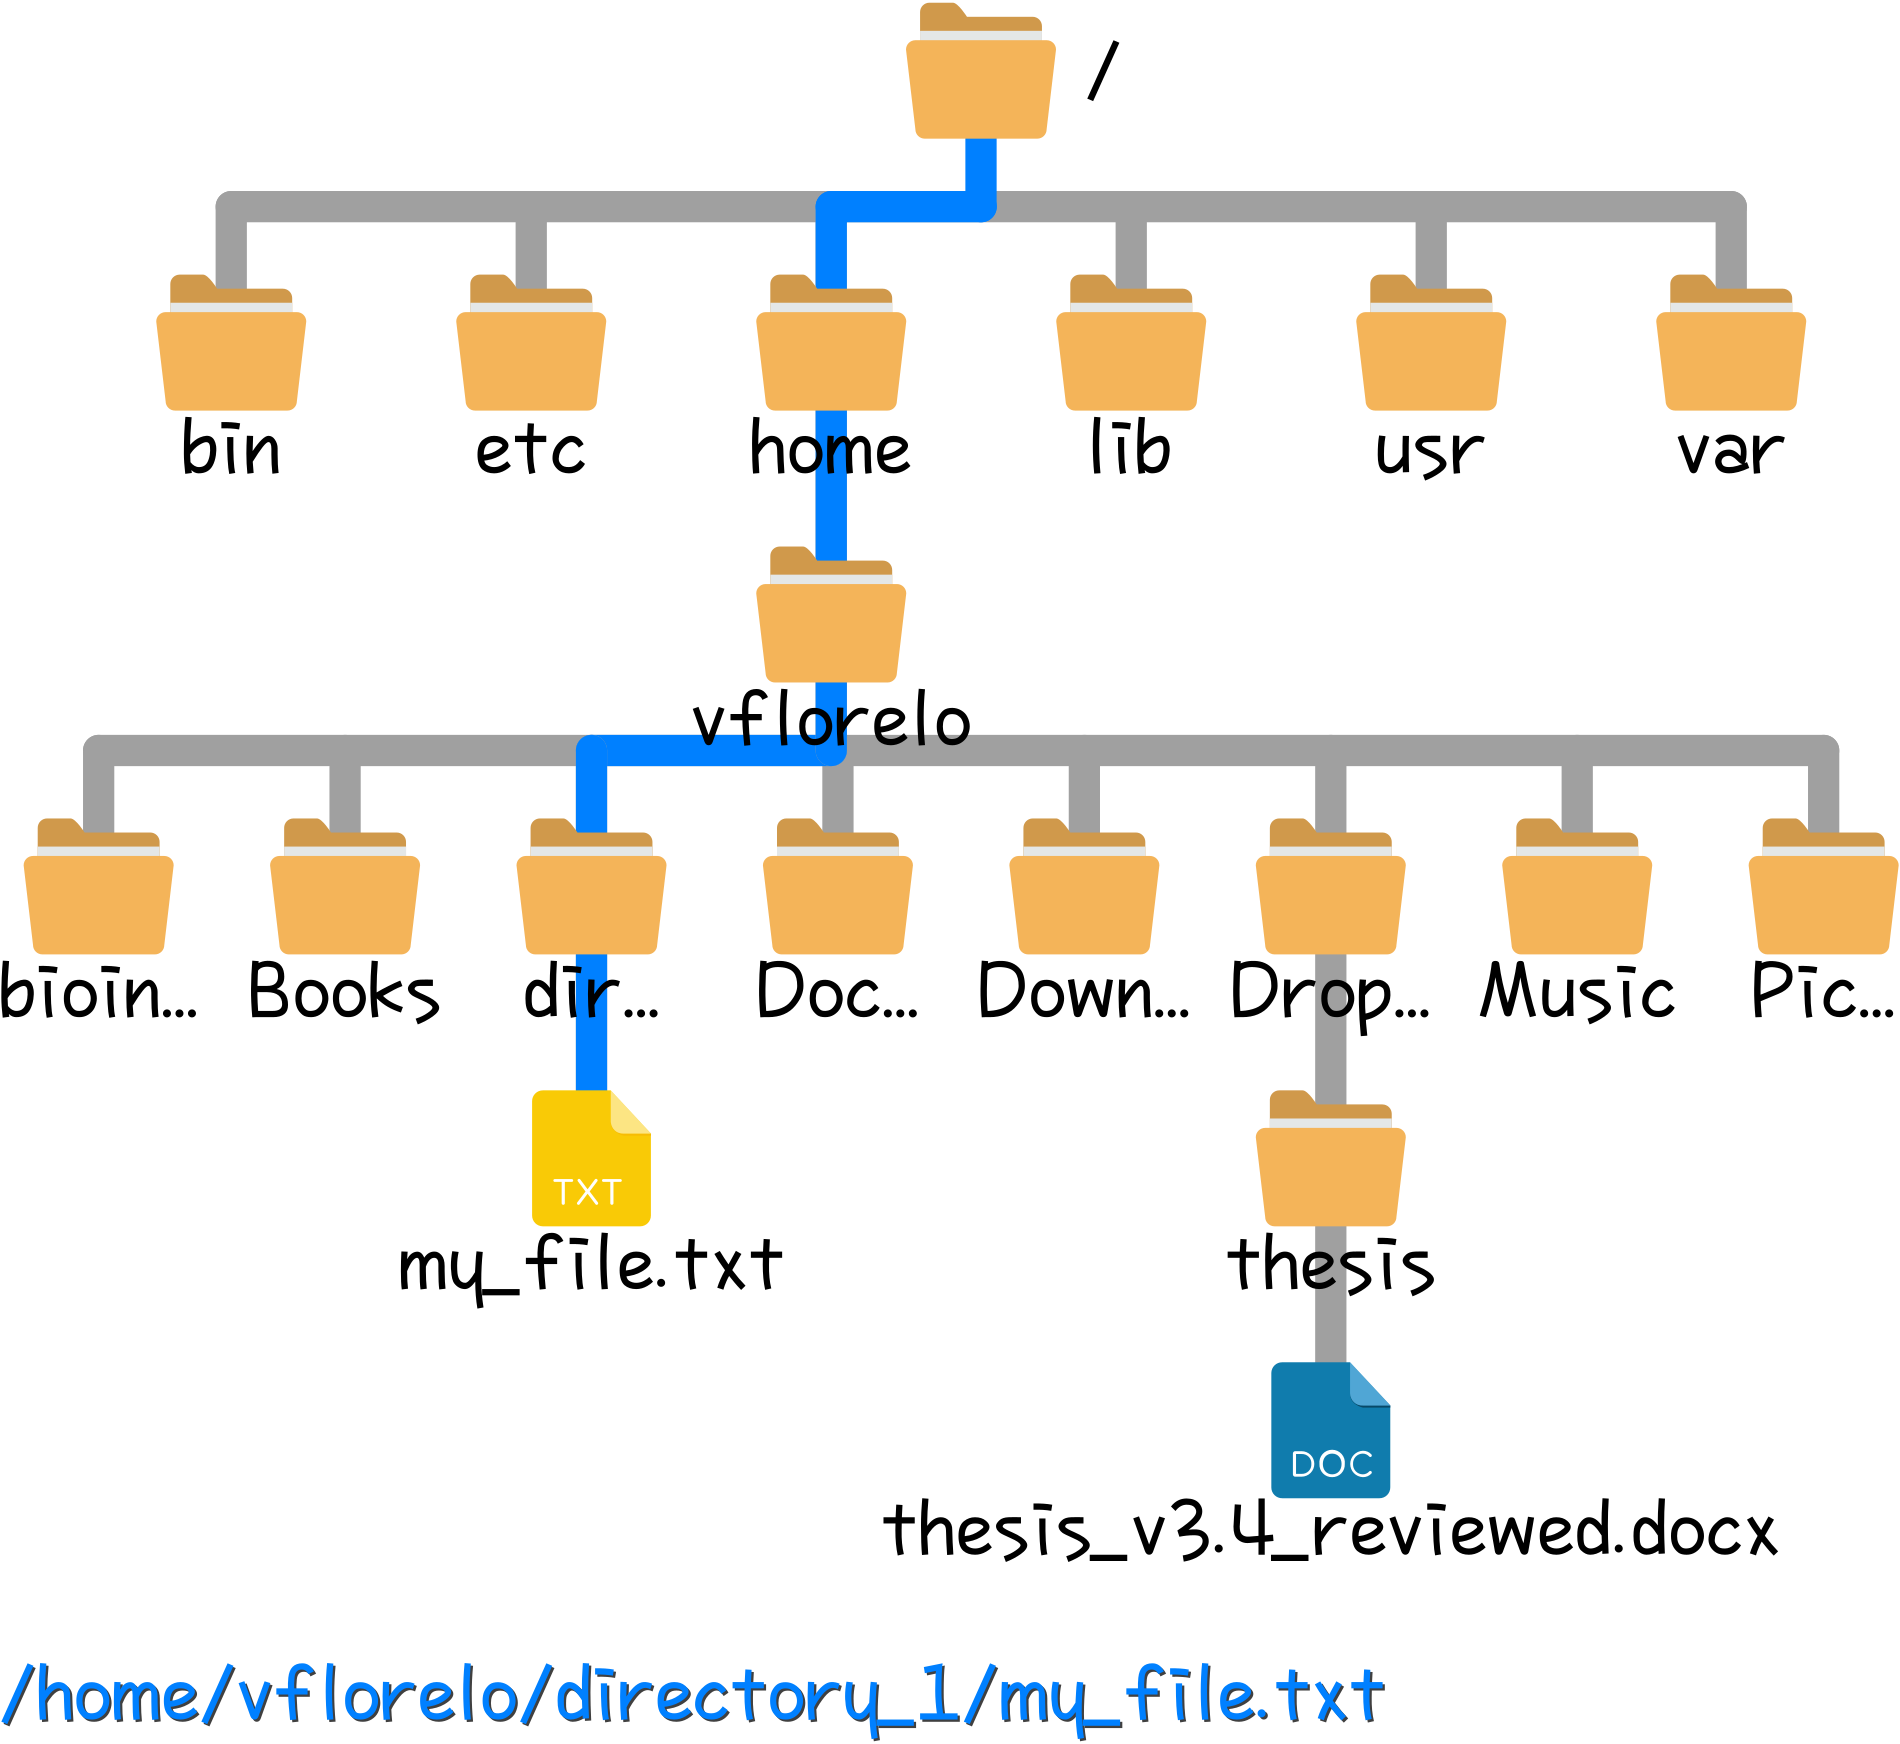 /
bin etc home lib usr var
vflorelo
bioin... Books dir... Doc... Down... Drop... Music Pic...
TXT
my_file.txt thesis
DOC
thesis_v3.4_reviewed.docx
/home/vflorelo/directory_1/my_file.txt